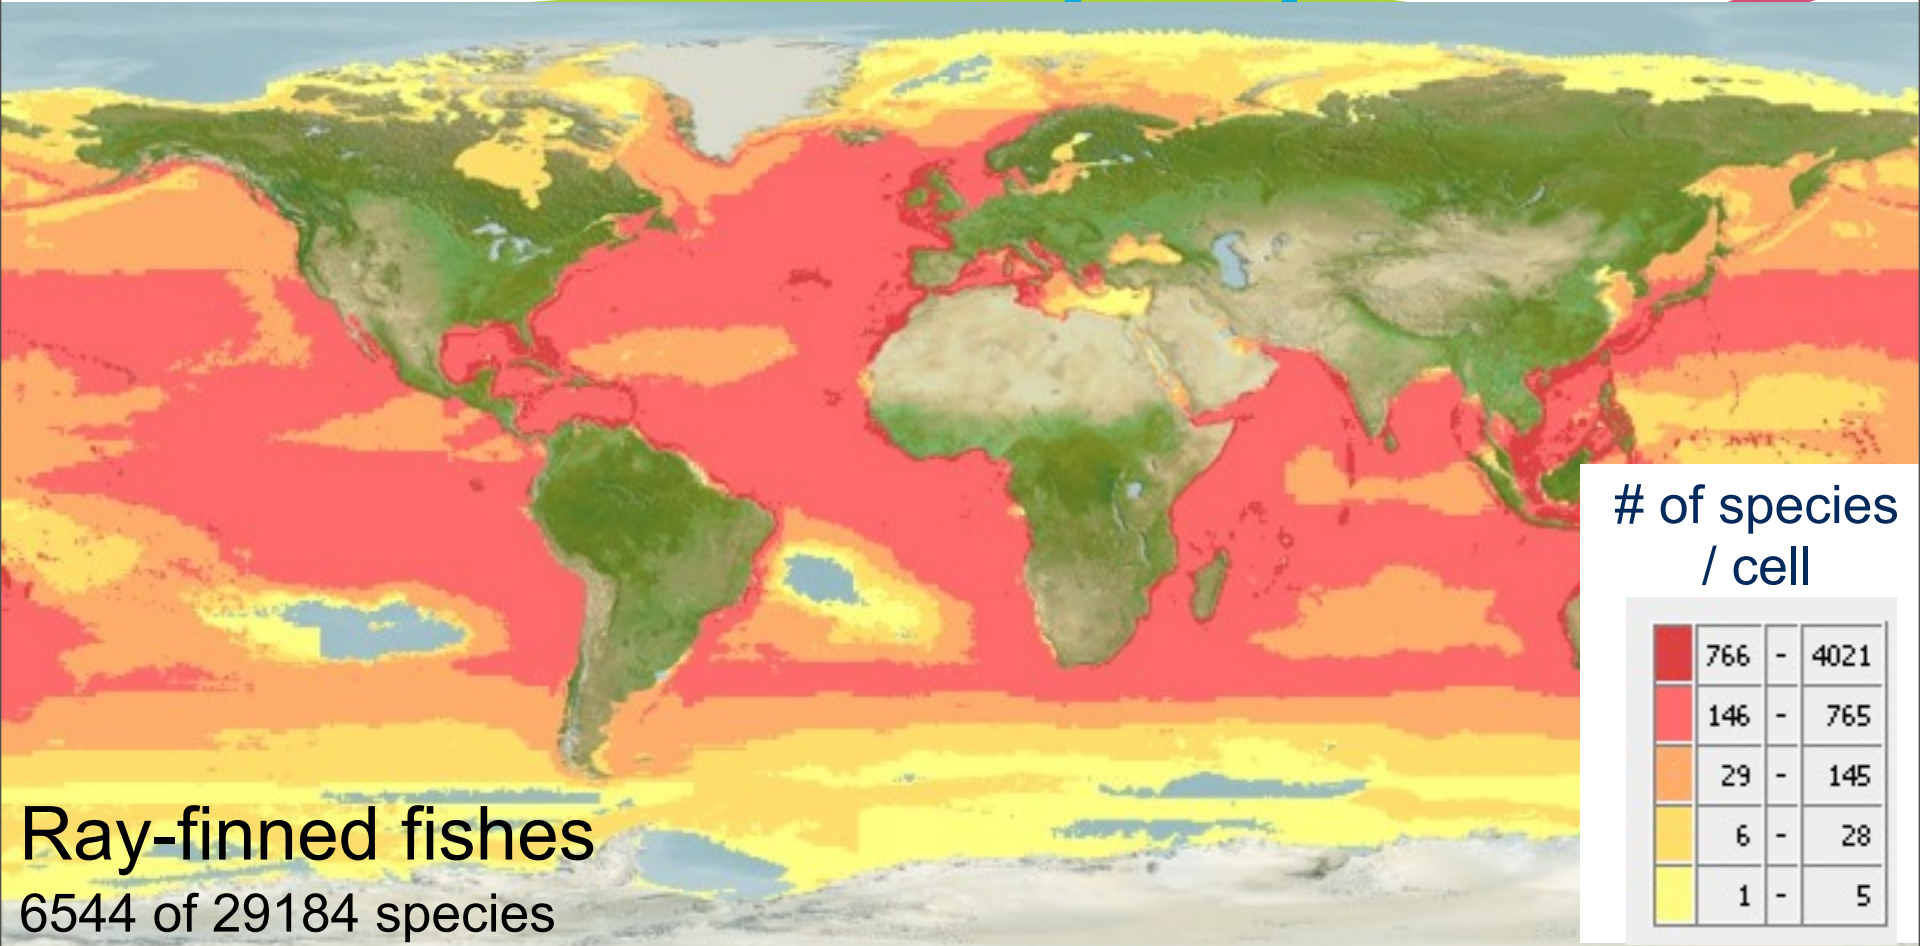 # of species
/ cell
766 - 4021
146 - 765
29 - 145
6 - 28
1 - 5
Ray-finned fishes
6544 of 29184 species